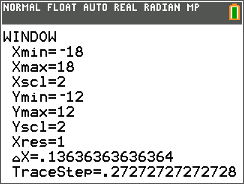 NORMAL FLOAT AUTO REAL RADIAN MP
WINDOW
Xmin=-18
Xmax=18
Xscl=2
Ymin=-12
Ymax=12
Yscl=2
Xres=1
△X=.13636363636364
TraceStep=.27272727272728